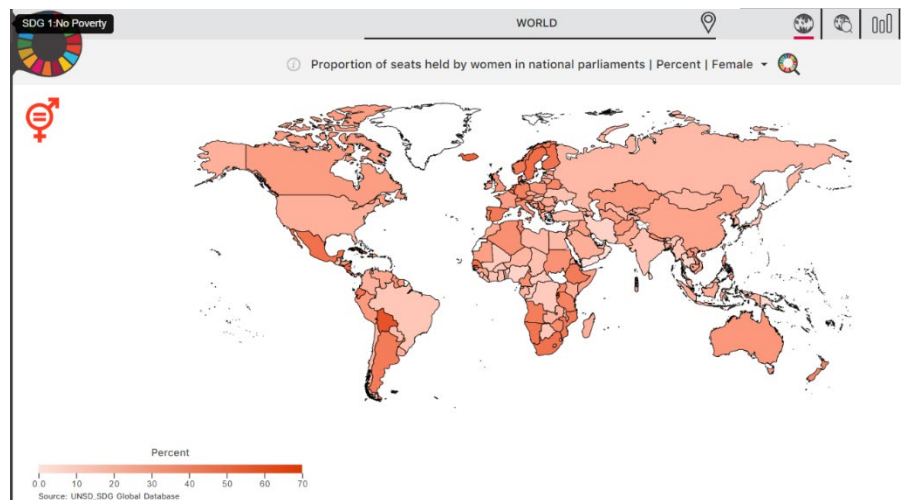 SDG 1:No Poverty
WORLD
Proportion of seats held by women in national parliaments | Percent | Female
Percent
0.0 10 20 30 40 50 60 70
Source: UNSD_SDG Global Database